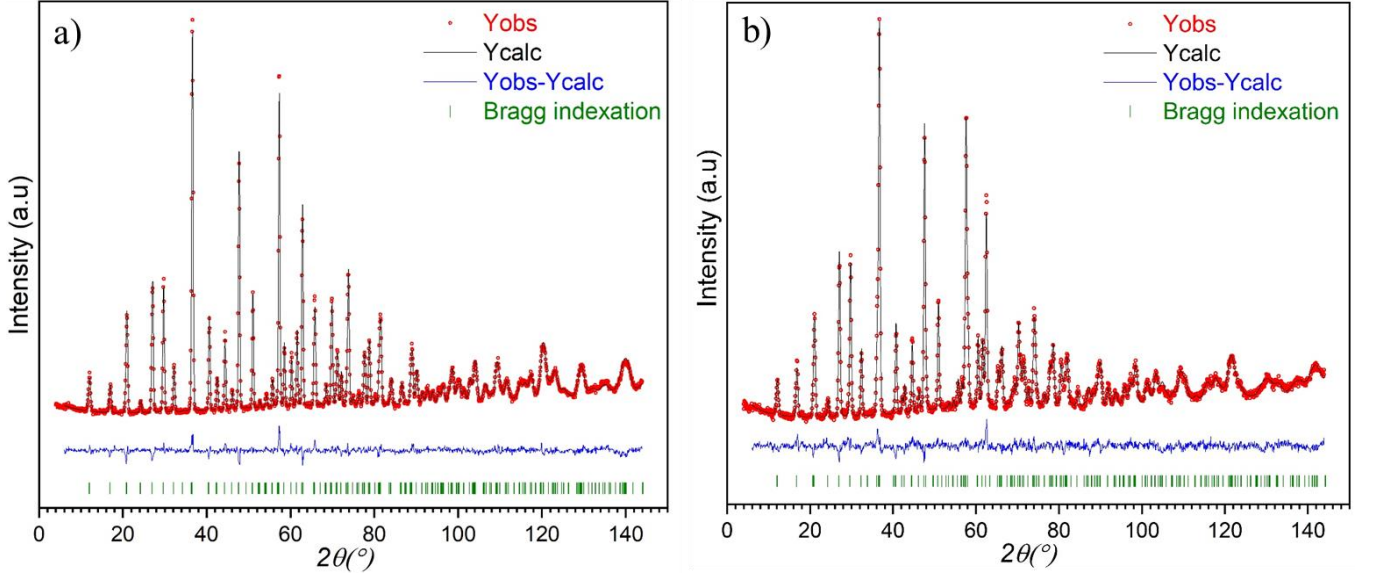 a)
Yobs
Ycalc
Yobs-Ycalc
Bragg indexation
Intensity (a.u)
0 20 40 60 80 100 120 140
2θ(°)
b)
Yobs
Ycalc
Yobs-Ycalc
Bragg indexation
Intensity (a.u)
0 20 40 60 80 100 120 140
2θ(°)